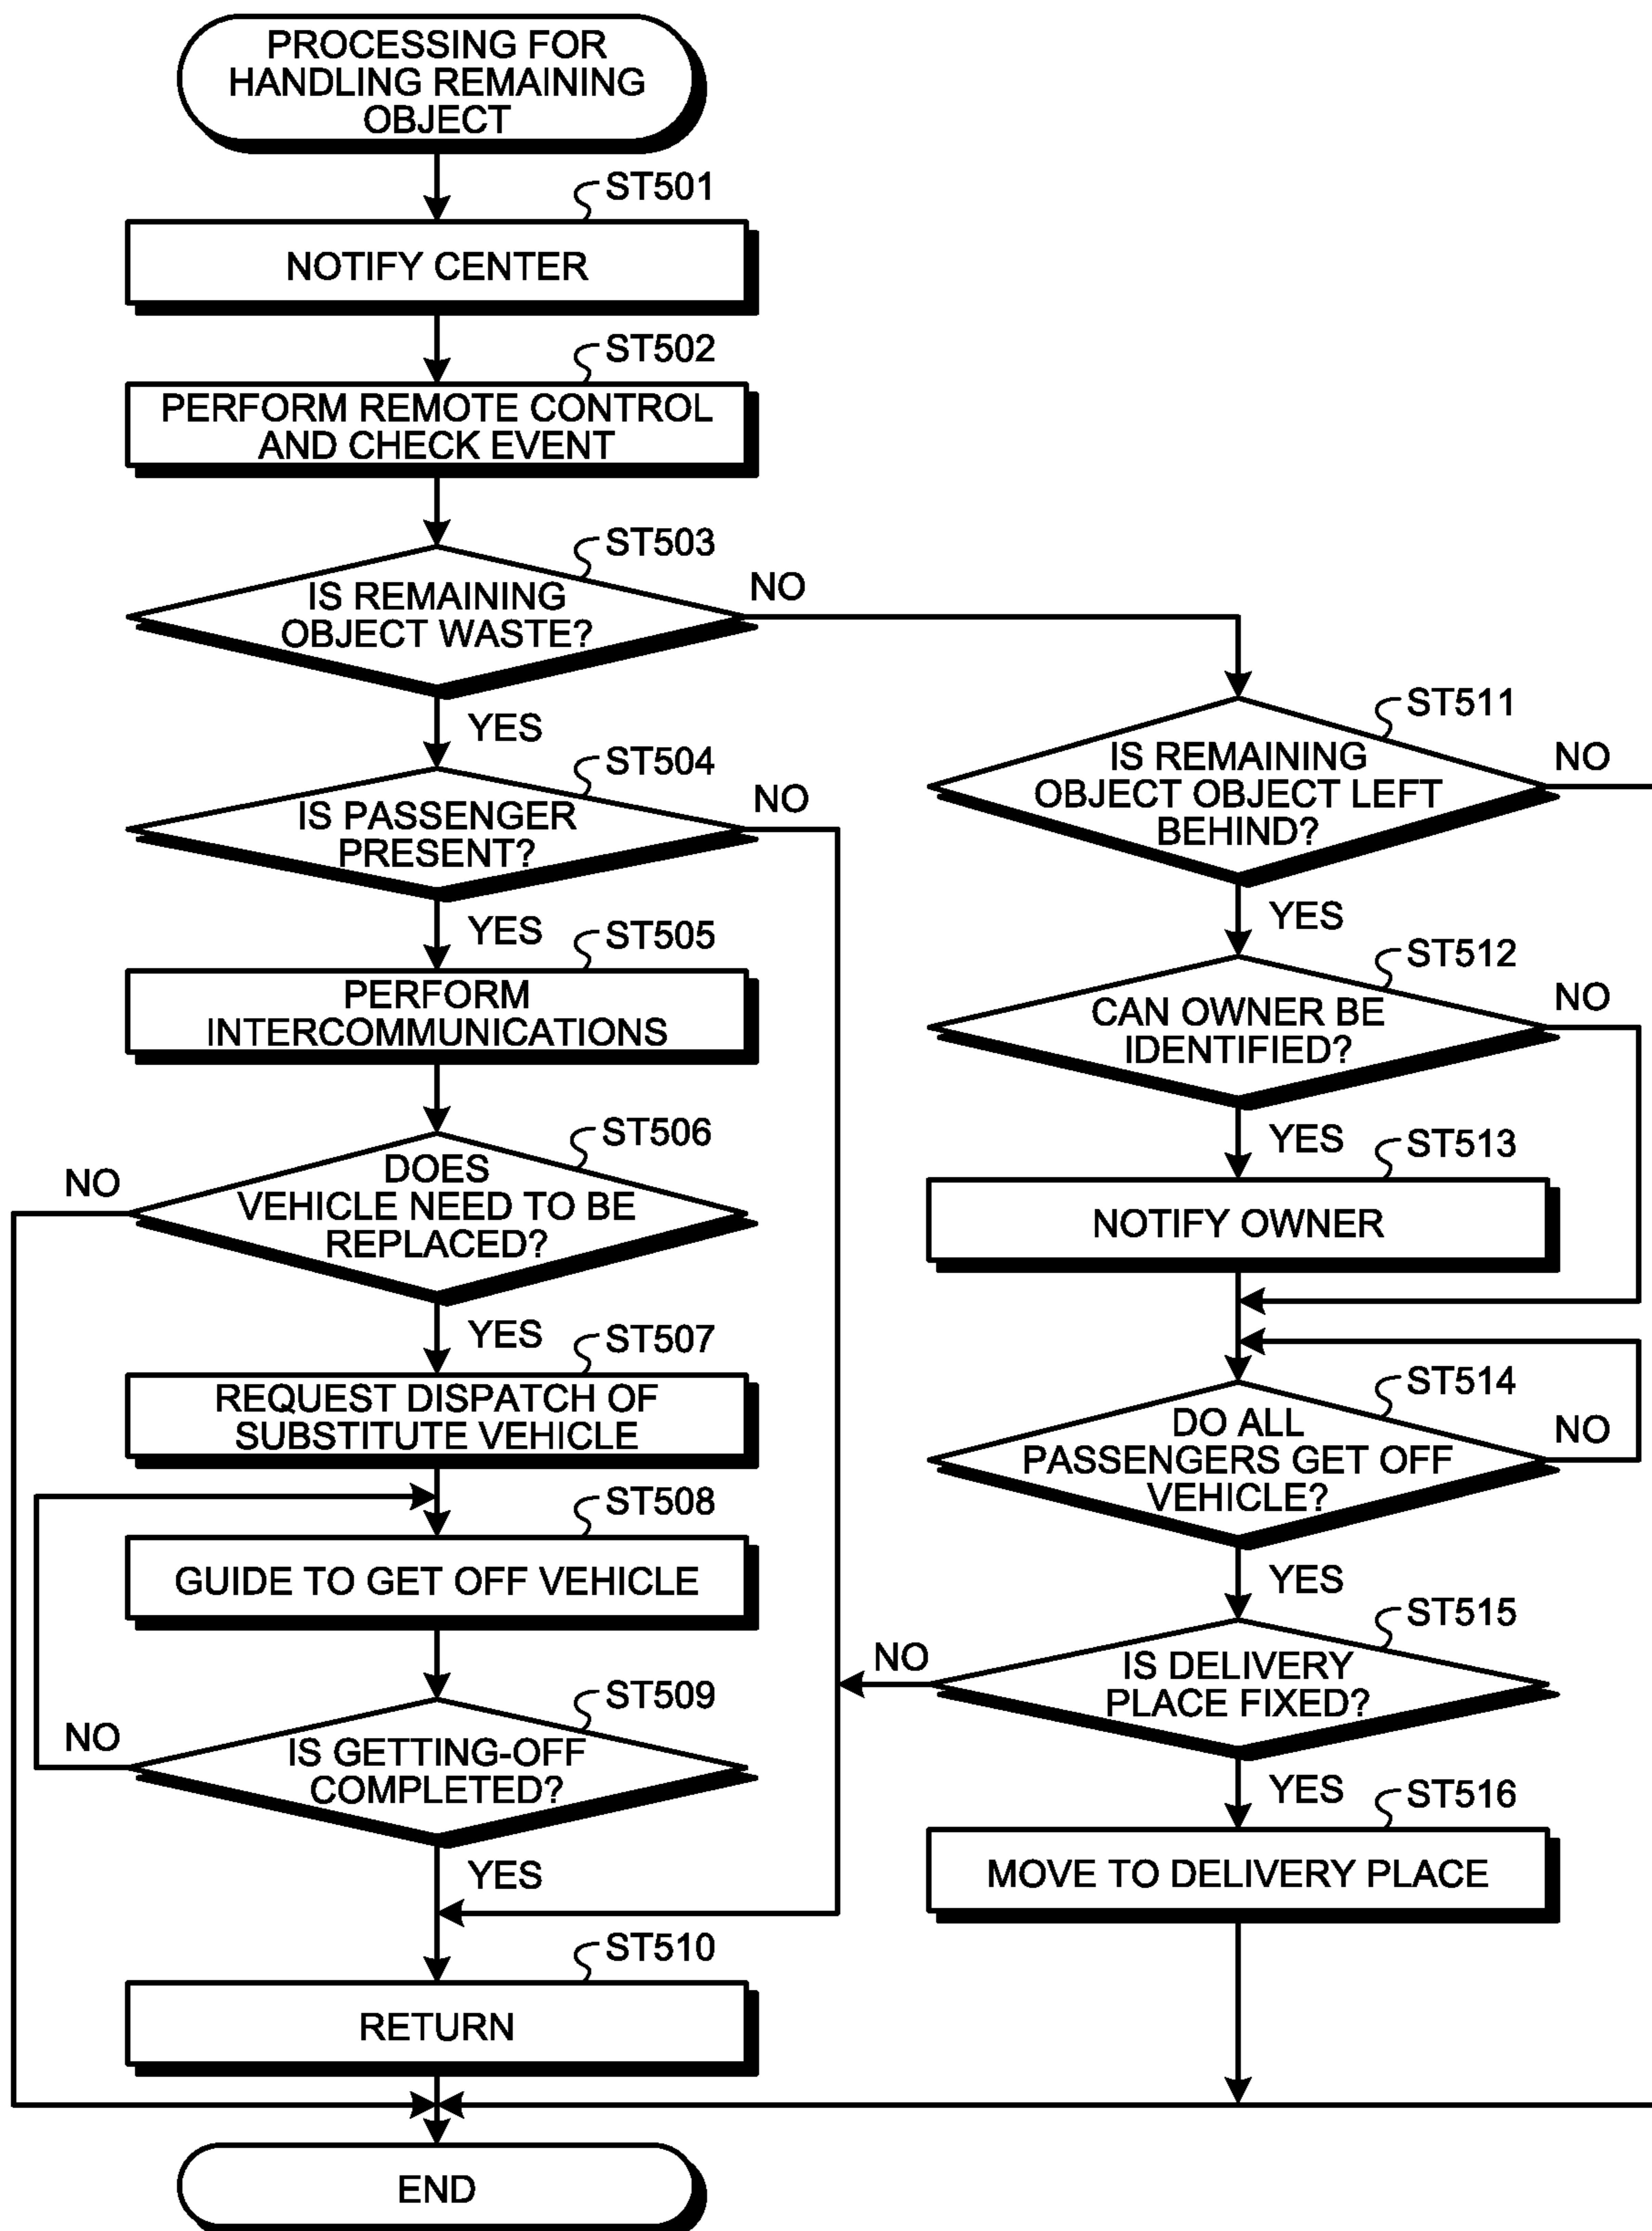 PROCESSING FOR
HANDLING REMAINING
OBJECT
ST501
NOTIFY CENTER
ST502
PERFORM REMOTE CONTROL
AND CHECK EVENT
ST503
IS REMAINING
OBJECT WASTE?
NO
YES
ST504
IS PASSENGER
PRESENT?
NO
YES
ST505
PERFORM
INTERCOMMUNICATIONS
ST506
DOES
VEHICLE NEED TO BE
REPLACED?
NO
YES
ST507
REQUEST DISPATCH OF
SUBSTITUTE VEHICLE
ST508
GUIDE TO GET OFF VEHICLE
ST509
IS GETTING-OFF
COMPLETED?
NO
YES
ST510
RETURN
END
ST511
IS REMAINING
OBJECT OBJECT LEFT
BEHIND?
NO
YES
ST512
CAN OWNER BE
IDENTIFIED?
NO
YES
ST513
NOTIFY OWNER
ST514
DO ALL
PASSENGERS GET OFF
VEHICLE?
NO
YES
ST515
IS DELIVERY
PLACE FIXED?
NO
YES
ST516
MOVE TO DELIVERY PLACE